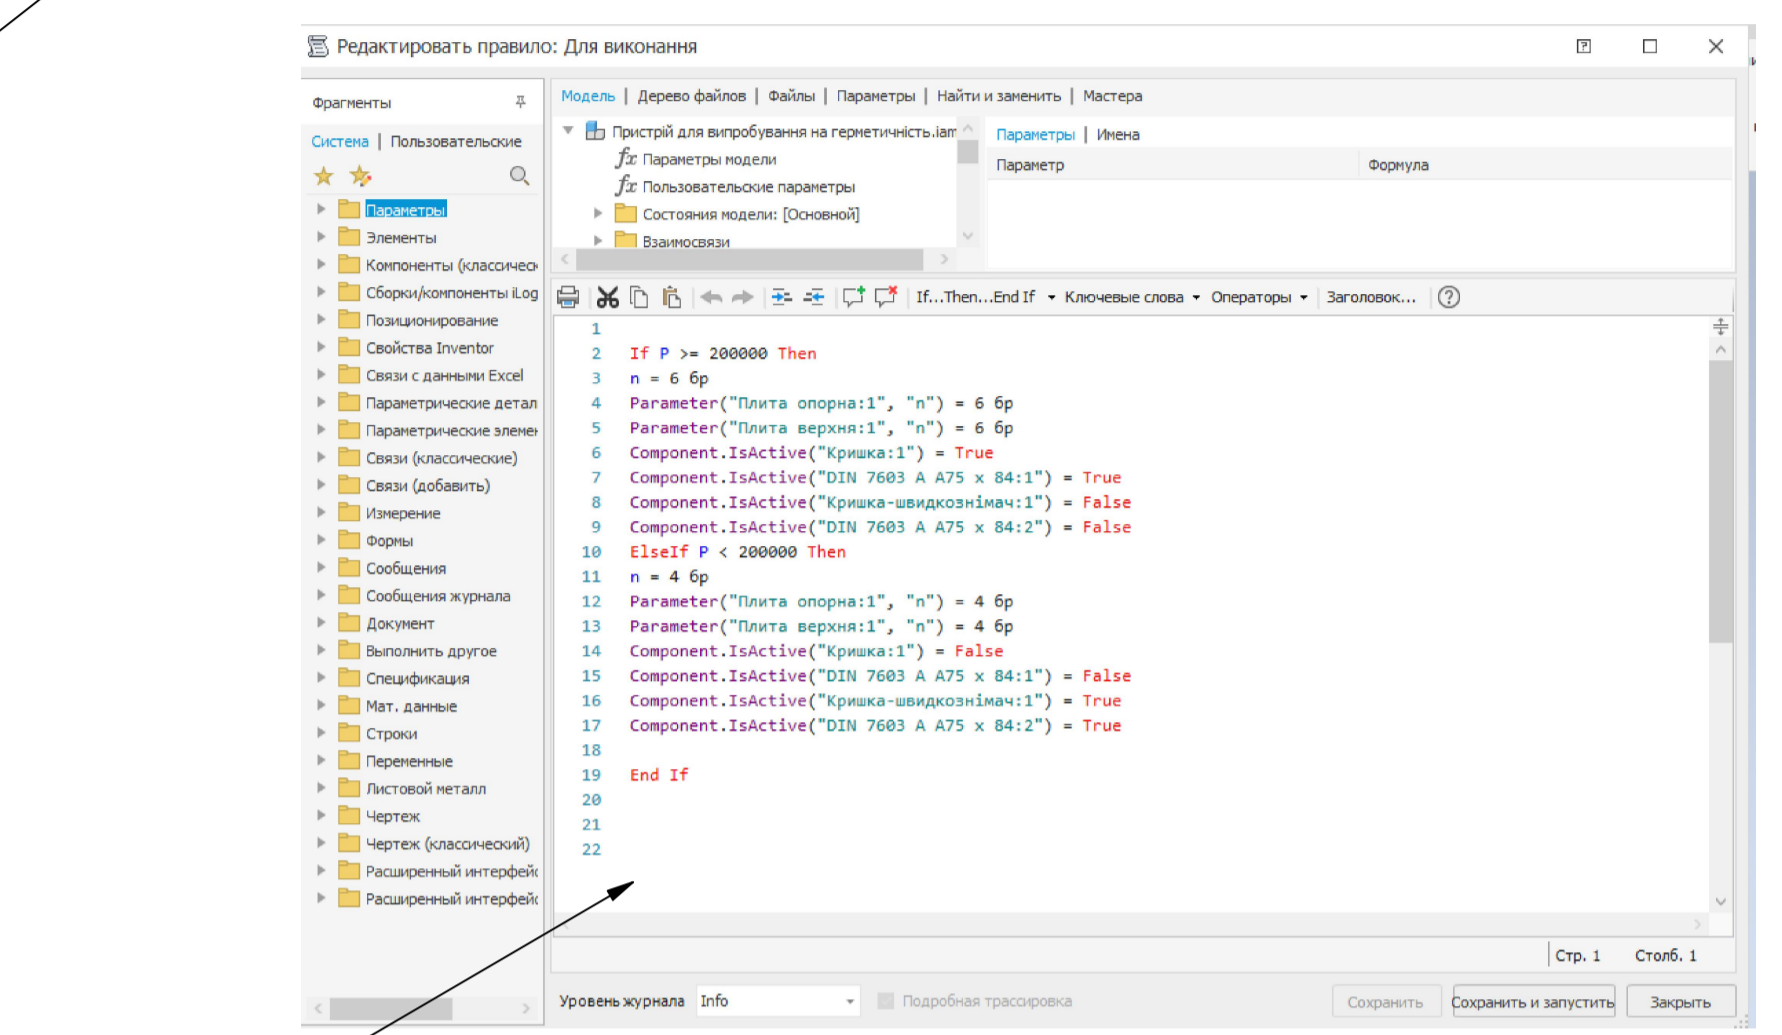 Редактировать правило: Для виконання
Фрагменты
Система | Пользовательские
Параметры
Элементы
Компоненты (классическ
Сборки/компоненты iLog
Позиционирование
Свойства Inventor
Связи с данными Excel
Параметрические детал
Параметрические элемен
Связи (классические)
Связи (добавить)
Измерение
Формы
Сообщения
Сообщения журнала
Документ
Выполнить другое
Спецификация
Мат. данные
Строки
Переменные
Листовой металл
Чертеж
Чертеж (классический)
Расширенный интерфейс
Расширенный интерфейс
Модель | Дерево файлов | Файлы | Параметры | Найти и заменить | Мастера
Пристрій для випробування на герметичність.iam
fx Параметры модели
fx Пользовательские параметры
Состояния модели: [Основной]
Взаимосвязи
Параметры | Имена
Параметр Формула
If...Then...End If Ключевые слова Операторы Заголовок...
1
2 If P >= 200000 Then
3 n = 6 бр
4 Parameter("Плита опорна:1", "n") = 6 бр
5 Parameter("Плита верхня:1", "n") = 6 бр
6 Component.IsActive("Кришка:1") = True
7 Component.IsActive("DIN 7603 A A75 x 84:1") = True
8 Component.IsActive("Кришка-швидкознімач:1") = False
9 Component.IsActive("DIN 7603 A A75 x 84:2") = False
10 ElseIf P < 200000 Then
11 n = 4 бр
12 Parameter("Плита опорна:1", "n") = 4 бр
13 Parameter("Плита верхня:1", "n") = 4 бр
14 Component.IsActive("Кришка:1") = False
15 Component.IsActive("DIN 7603 A A75 x 84:1") = False
16 Component.IsActive("Кришка-швидкознімач:1") = True
17 Component.IsActive("DIN 7603 A A75 x 84:2") = True
18
19 End If
20
21
22
Стр. 1 Столб. 1
Уровень журнала Info Подробная трассировка Сохранить Сохранить и запустить Закрыть